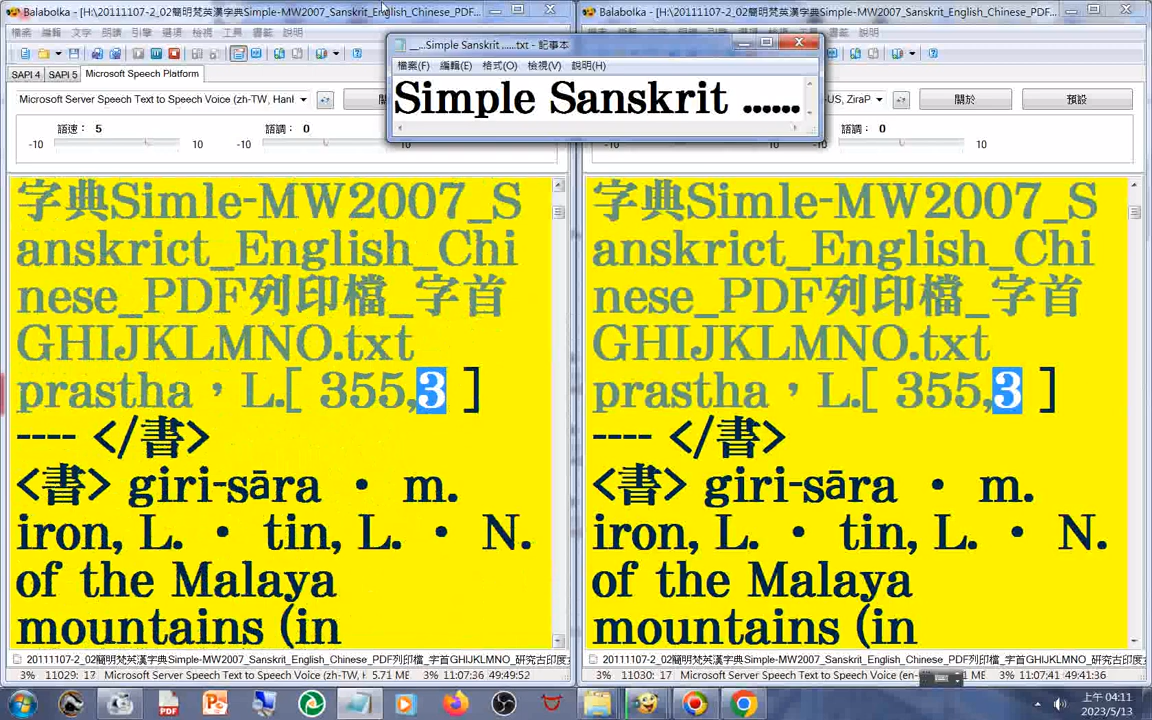 Balabolka - [H:\20111107-2_02簡明梵英漢字典Simple-MW2007_Sanskrit_English_Chinese_PDF...
檔案 編輯 文字 朗讀 引擎 選項 檢視 工具 書籤 說明
SAPI 4 SAPI 5 Microsoft Speech Platform
Microsoft Server Speech Text to Speech Voice (zh-TW, HanI
語速: 5 語調: 0
-10 10 -10
字典Simle-MW2007_S
anskrict_English_Chi
nese_PDF列印檔_字首
GHIJKLMNO.txt
prastha,L.[ 355,3 ]
---- </書>
<書> giri-sāra • m.
iron, L. • tin, L. • N.
of the Malaya
mountains (in
20111107-2_02簡明梵英漢字典Simple-MW2007_Sanskrit_English_Chinese_PDF列印檔_字首GHIJKLMNO_研究古印度
3% 11029: 1? Microsoft Server Speech Text to Speech Voice (zh-TW, 5.71 MB 11:07:36 49:49:52
__...Simple Sanskrit ......txt - 記事本
檔案(F) 編輯(E) 格式(O) 檢視(V) 說明(H)
Simple Sanskrit ......
Balabolka - [H:\20111107-2_02簡明梵英漢字典Simple-MW2007_Sanskrit_English_Chinese_PDF...
-US, ZiraP 關於 預設
語調: 0
10
字典Simle-MW2007_S
anskrict_English_Chi
nese_PDF列印檔_字首
GHIJKLMNO.txt
prastha,L.[ 355,3 ]
---- </書>
<書> giri-sāra • m.
iron, L. • tin, L. • N.
of the Malaya
mountains (in
20111107-2_02簡明梵英漢字典Simple-MW2007_Sanskrit_English_Chinese_PDF列印檔_字首GHIJKLMNO_研究古印度
3% 11030: 1? Microsoft Server Speech Text to Speech Voice 3% 11:07:41 49:41:36
上午 04:11
2023/5/13